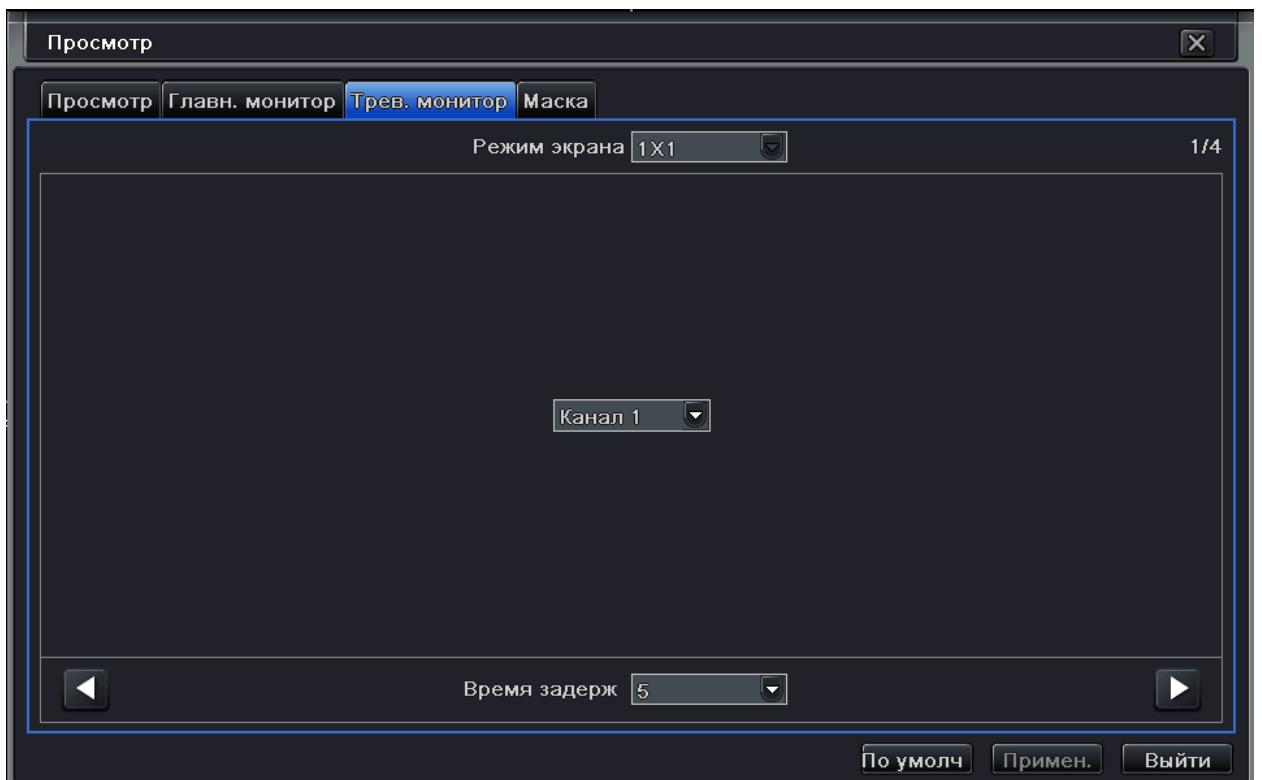 Просмотр
Просмотр Главн. монитор Трев. монитор Маска
Режим экрана 1X1 1/4
Канал 1
Время задерж 5
По умолч Примен. Выйти